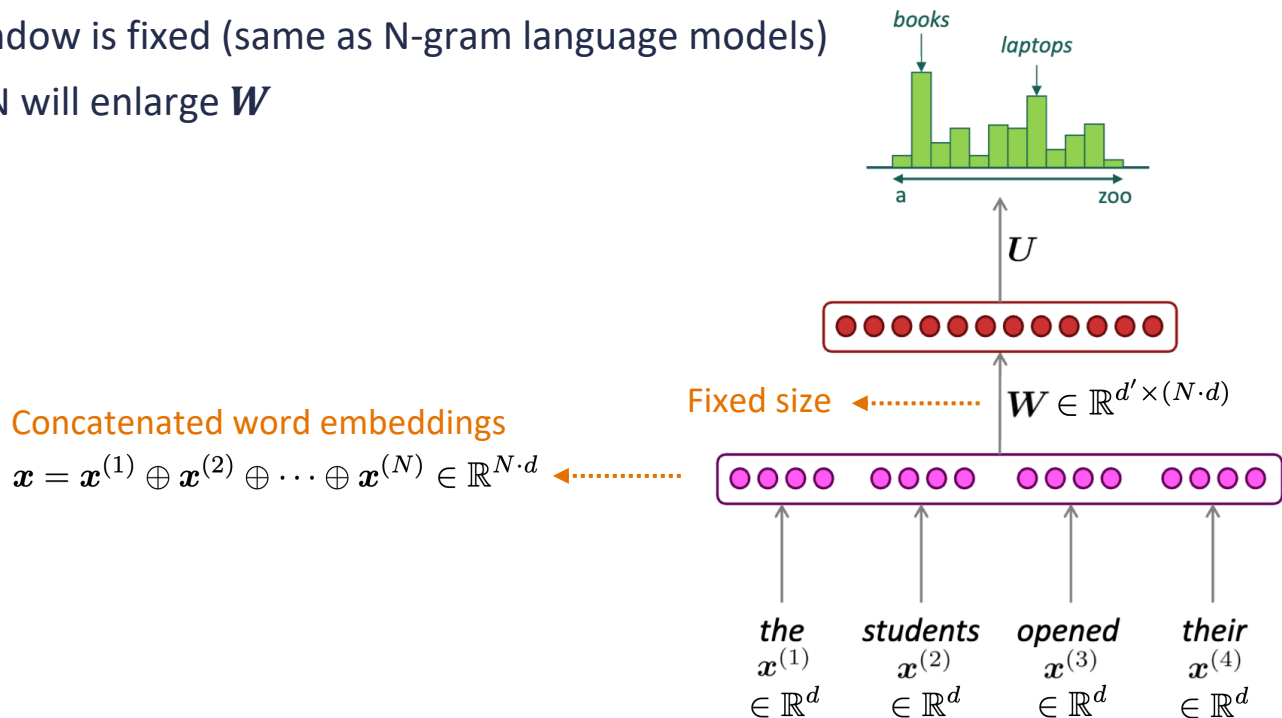 ndow is fixed (same as N-gram language models)
N will enlarge W
books
laptops
a zoo
U
Fixed size
W ∈ ℝ^{d′×(N·d)}
Concatenated word embeddings
x = x^{(1)} ⊕ x^{(2)} ⊕ ⋯ ⊕ x^{(N)} ∈ ℝ^{N·d}
the students opened their
x^{(1)} x^{(2)} x^{(3)} x^{(4)}
∈ ℝ^d ∈ ℝ^d ∈ ℝ^d ∈ ℝ^d